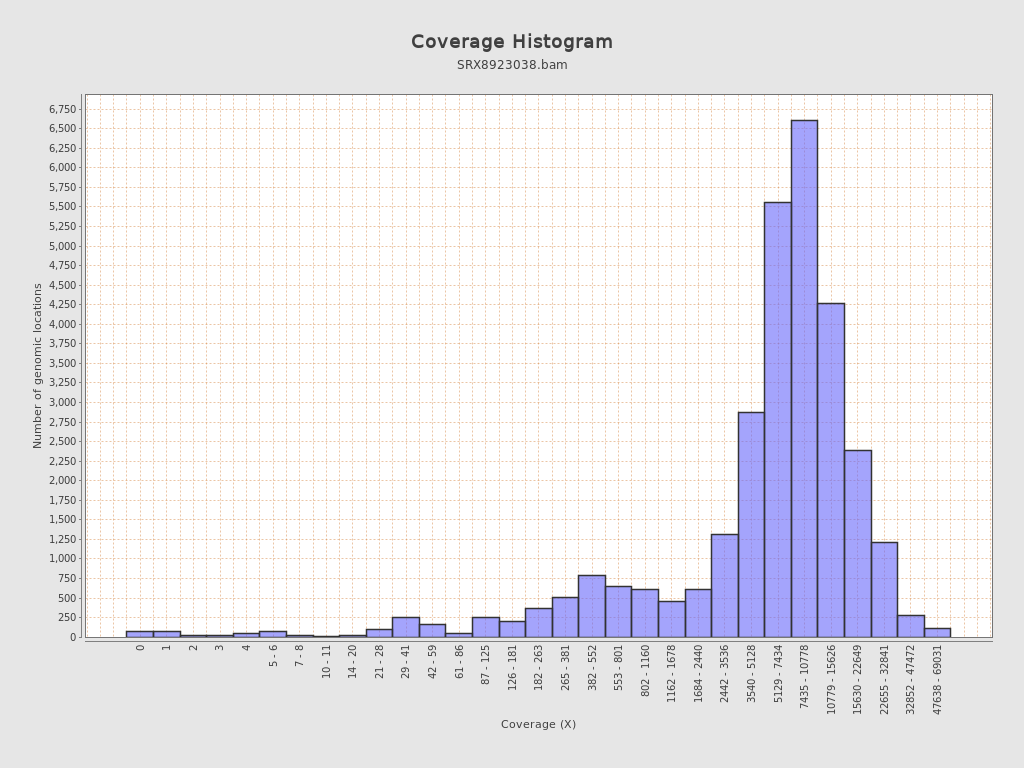 Coverage Histogram
SRX8923038.bam
Number of genomic locations
6,750
6,500
6,250
6,000
5,750
5,500
5,250
5,000
4,750
4,500
4,250
4,000
3,750
3,500
3,250
3,000
2,750
2,500
2,250
2,000
1,750
1,500
1,250
1,000
750
500
250
0
0
1
2
3
4
5 - 6
7 - 8
10 - 11
14 - 20
21 - 28
29 - 41
42 - 59
61 - 86
87 - 125
126 - 181
182 - 263
265 - 381
382 - 552
553 - 801
802 - 1160
1162 - 1678
1684 - 2440
2442 - 3536
3540 - 5128
5129 - 7434
7435 - 10778
10779 - 15626
15630 - 22649
22655 - 32841
32852 - 47472
47638 - 69031
Coverage (X)